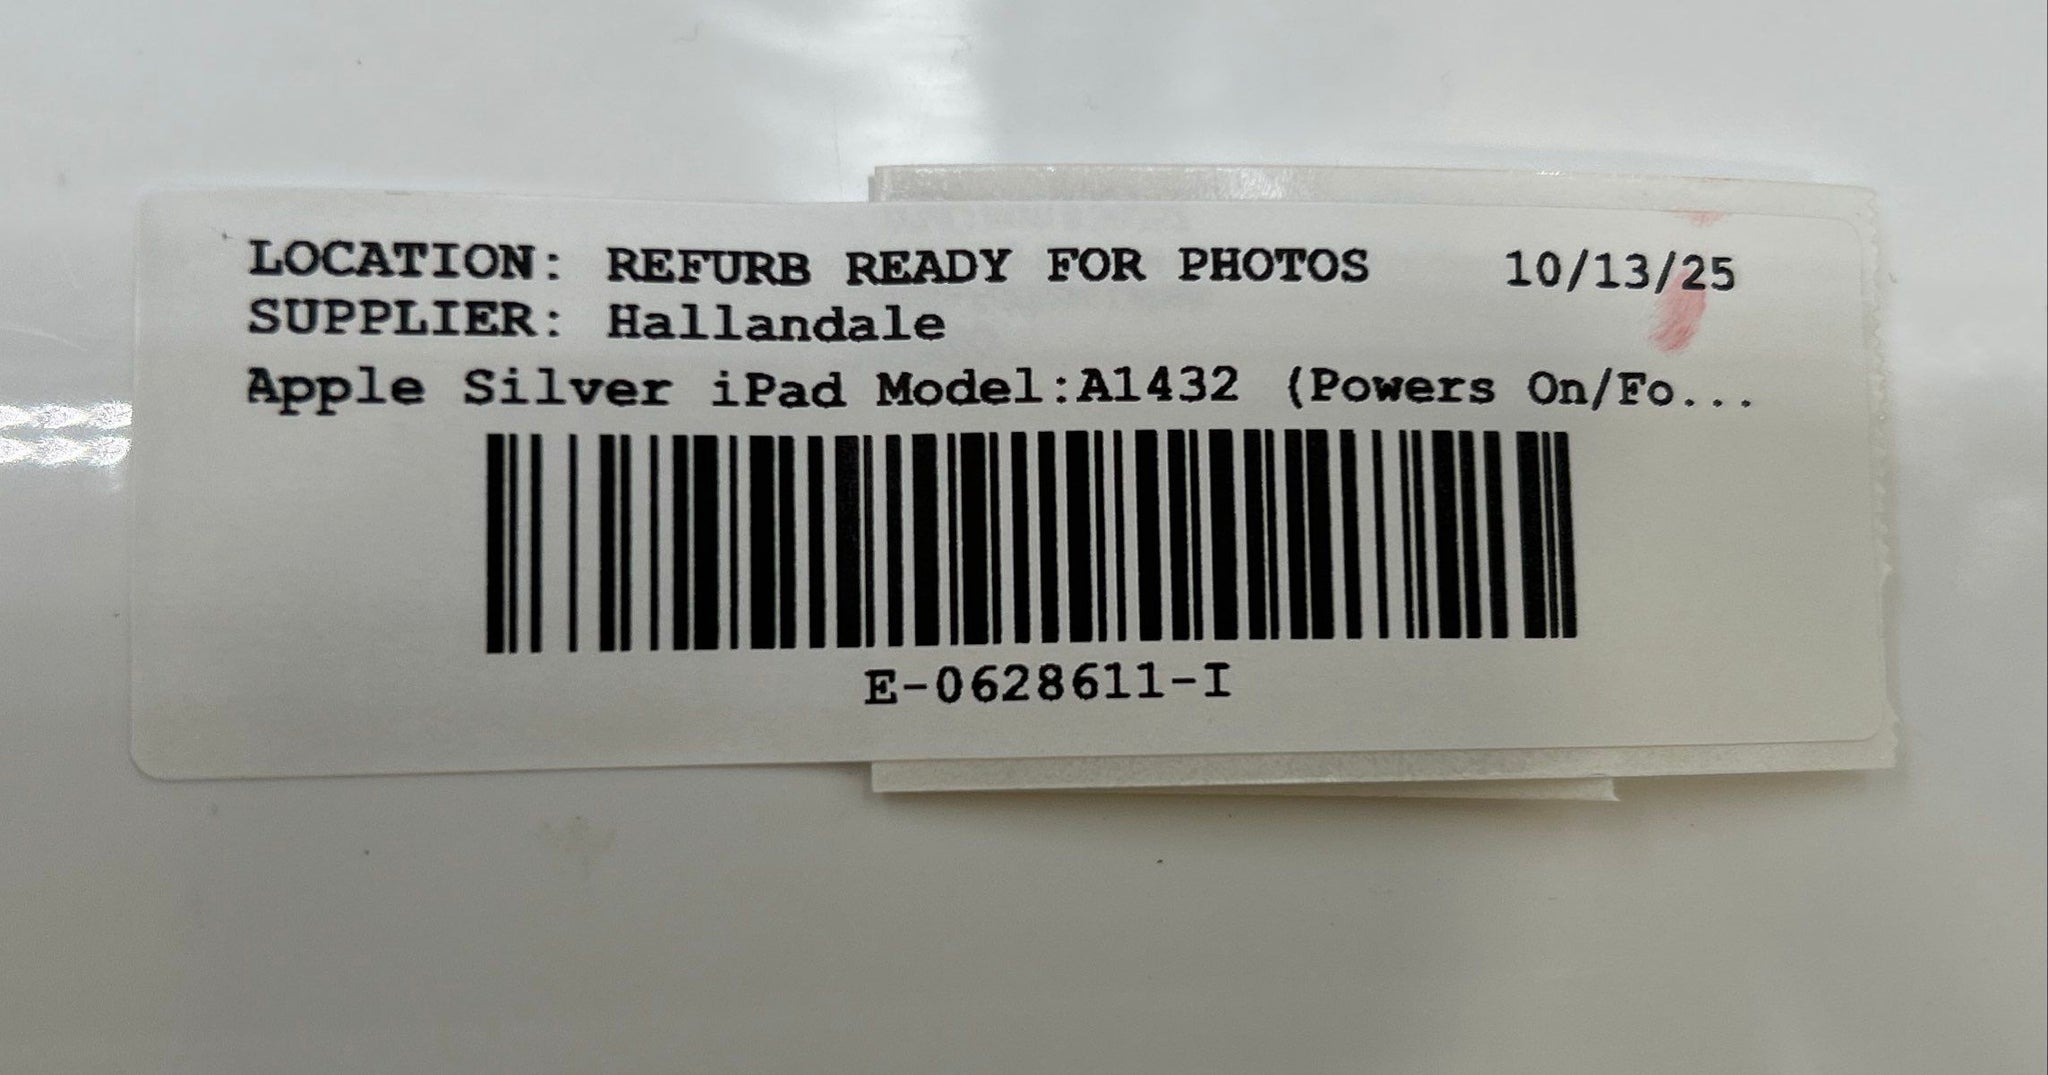 LOCATION: REFURB READY FOR PHOTOS 10/13/25
SUPPLIER: Hallandale
Apple Silver iPad Model:A1432 (Powers On/Fo...
E-0628611-I